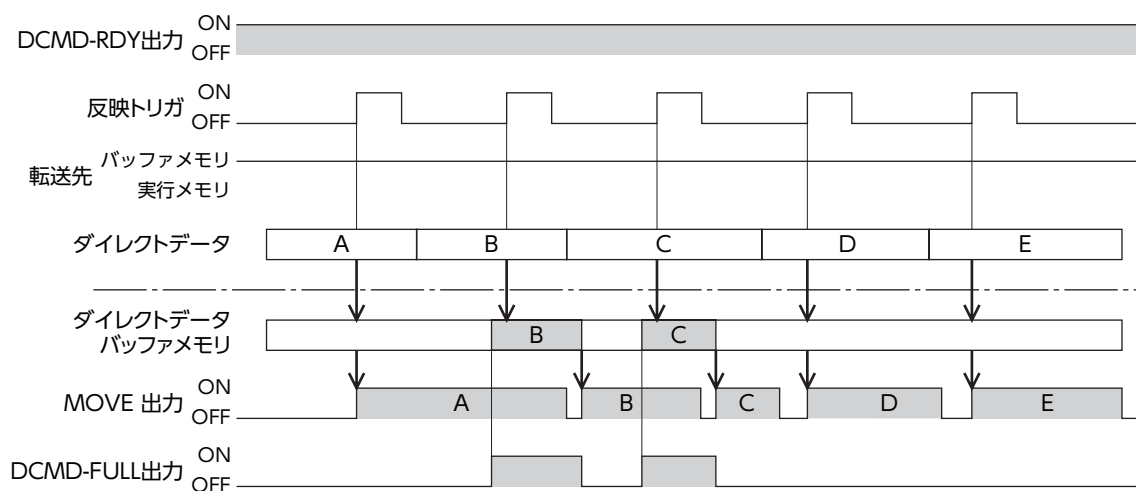 DCMD-RDY出力 ON
OFF
反映トリガ ON
OFF
転送先 バッファメモリ
実行メモリ
ダイレクトデータ A B C D E
ダイレクトデータ
バッファメモリ B C
MOVE 出力 ON
OFF A B C D E
DCMD-FULL出力 ON
OFF